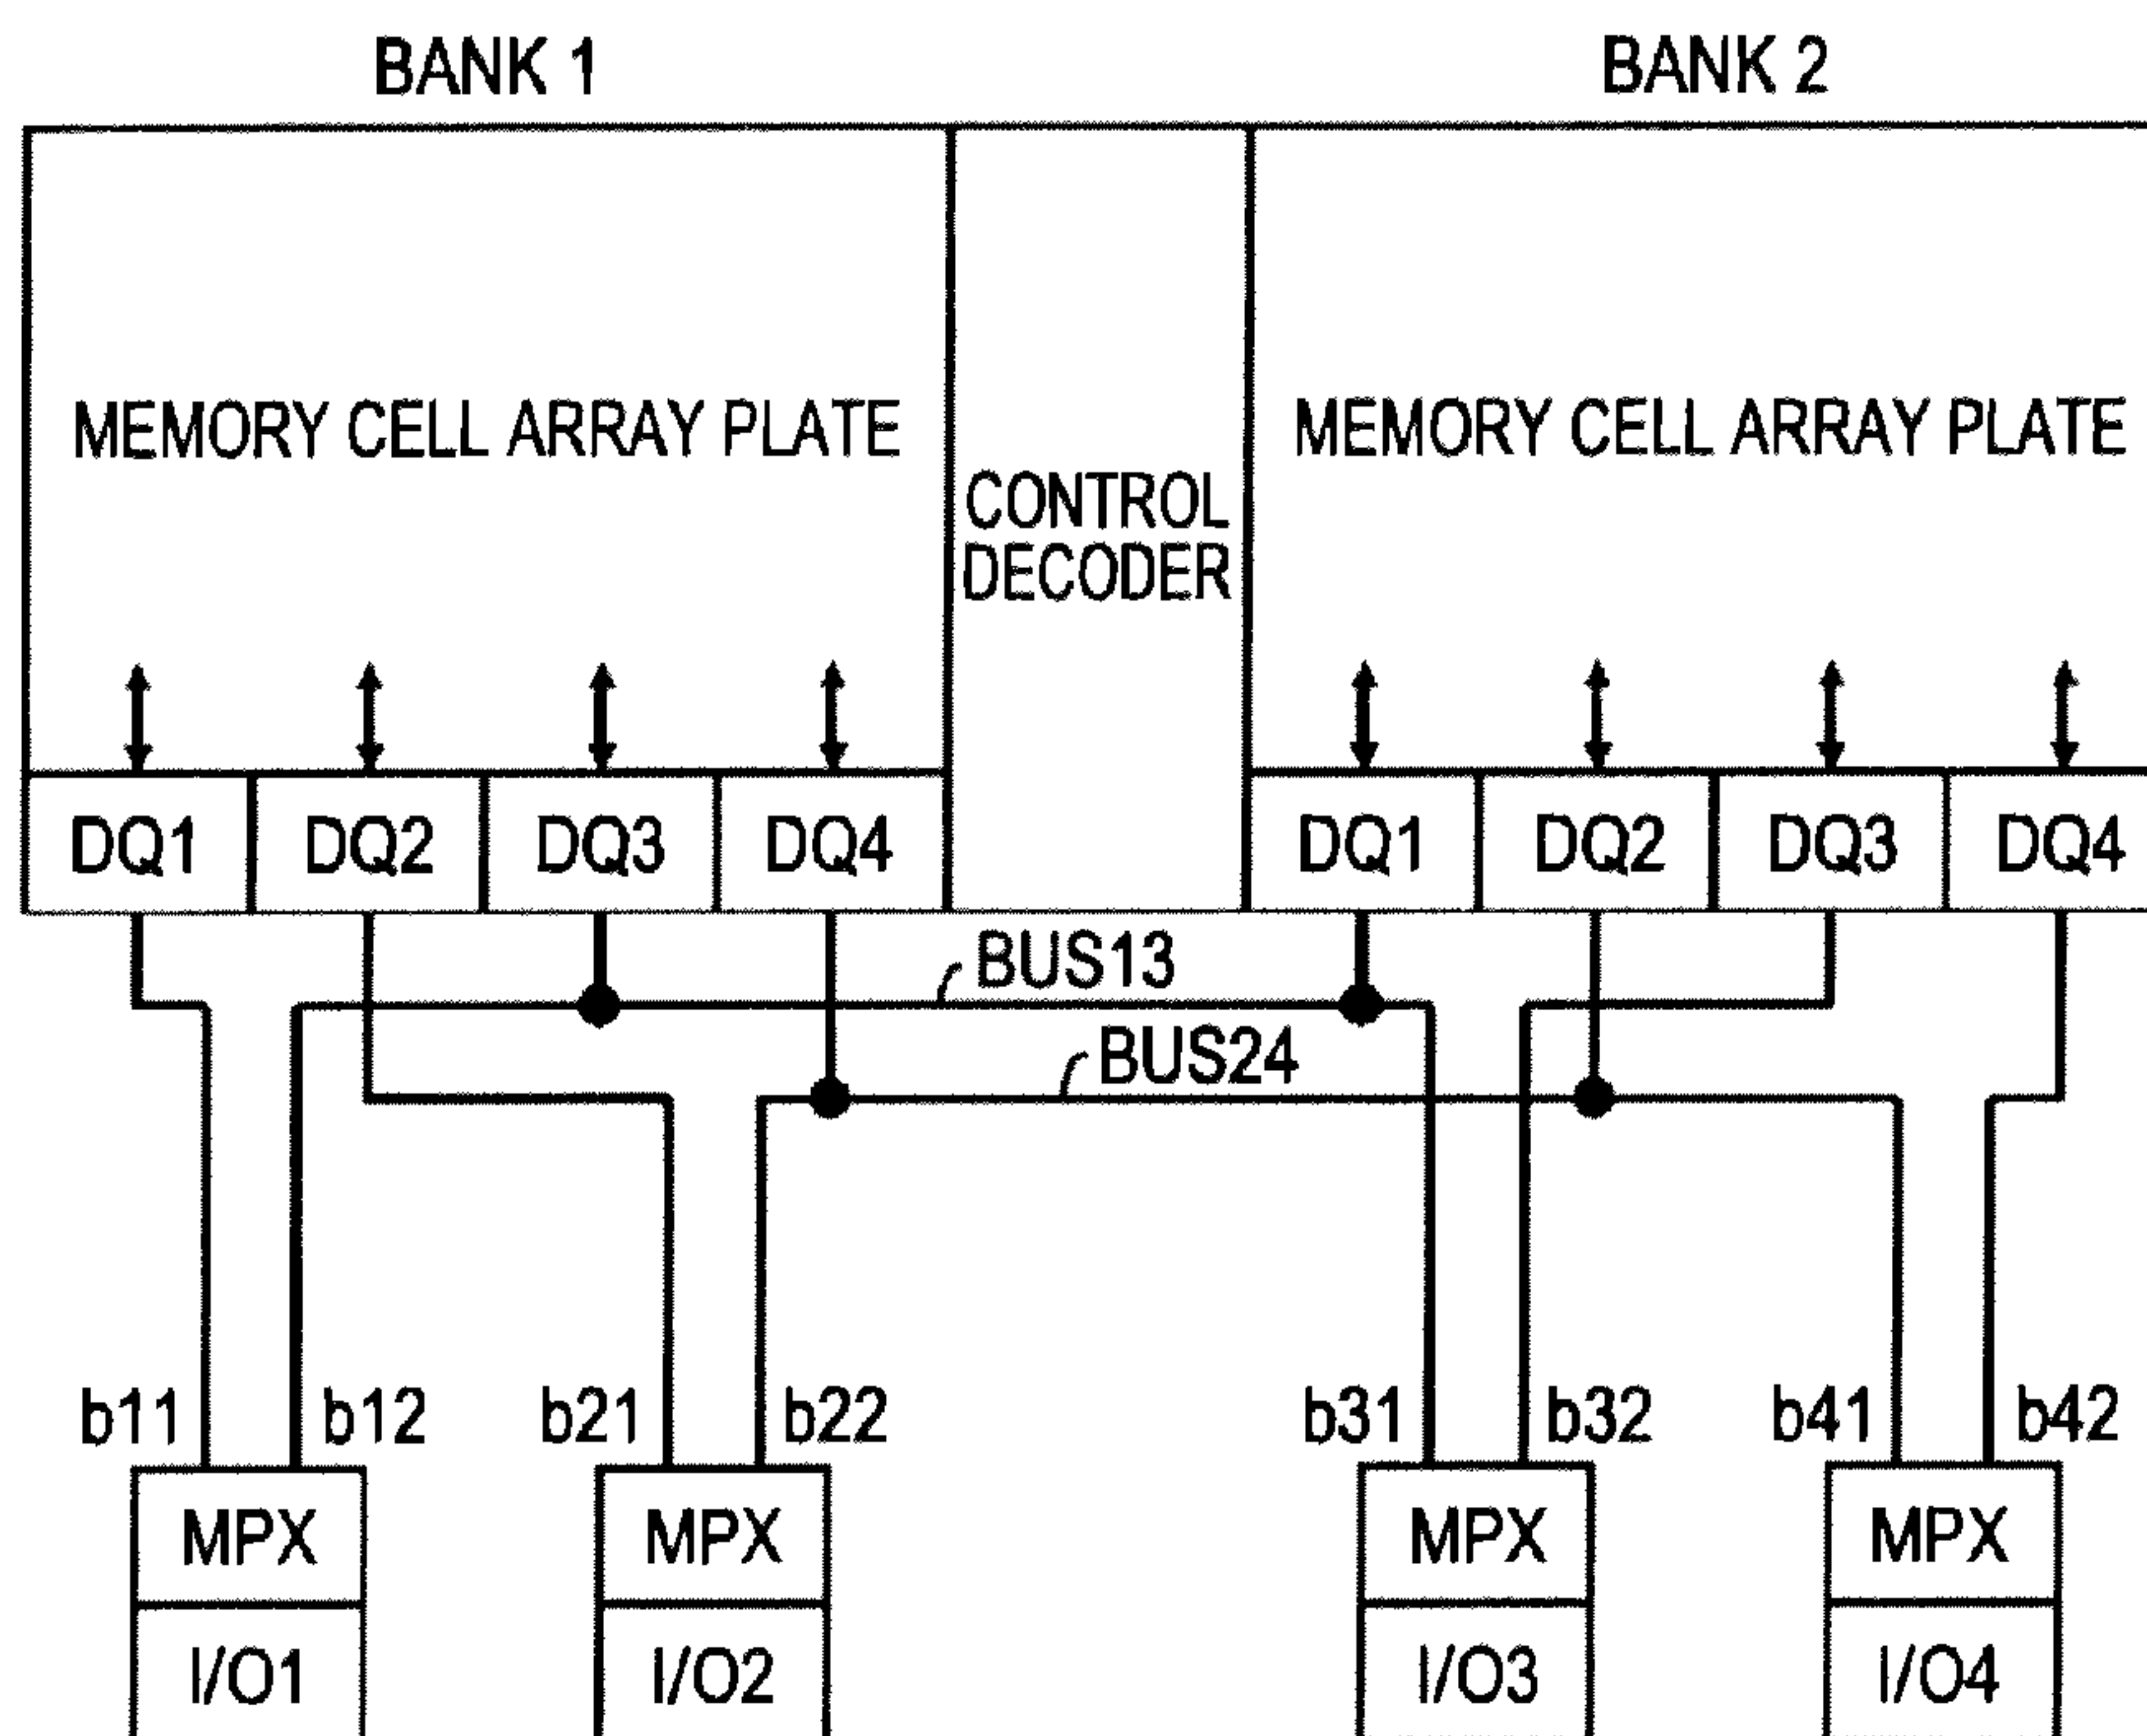 BANK 1
BANK 2
MEMORY CELL ARRAY PLATE
CONTROL
DECODER
MEMORY CELL ARRAY PLATE
DQ1
DQ2
DQ3
DQ4
DQ1
DQ2
DQ3
DQ4
BUS13
BUS24
b11
b12
b21
b22
b31
b32
b41
b42
MPX
MPX
MPX
MPX
I/O1
I/O2
I/O3
I/O4